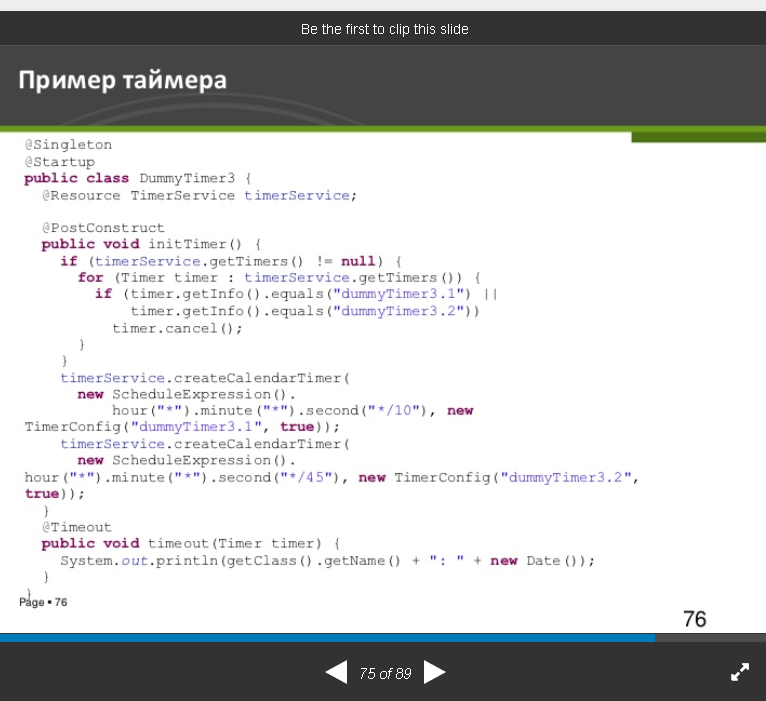 Be the first to clip this slide
Пример таймера
@Singleton
@Startup
public class DummyTimer3 {
@Resource TimerService timerService;
@PostConstruct
public void initTimer() {
if (timerService.getTimers() != null) {
for (Timer timer : timerService.getTimers()) {
if (timer.getInfo().equals("dummyTimer3.1") ||
timer.getInfo().equals("dummyTimer3.2"))
timer.cancel();
}
}
timerService.createCalendarTimer(
new ScheduleExpression().
hour("*").minute("*").second("*/10"), new
TimerConfig("dummyTimer3.1", true));
timerService.createCalendarTimer(
new ScheduleExpression().
hour("*").minute("*").second("*/45"), new TimerConfig("dummyTimer3.2",
true));
}
@Timeout
public void timeout(Timer timer) {
System.out.println(getClass().getName() + ": " + new Date());
}
}
Page ▪ 76
76
75 of 89